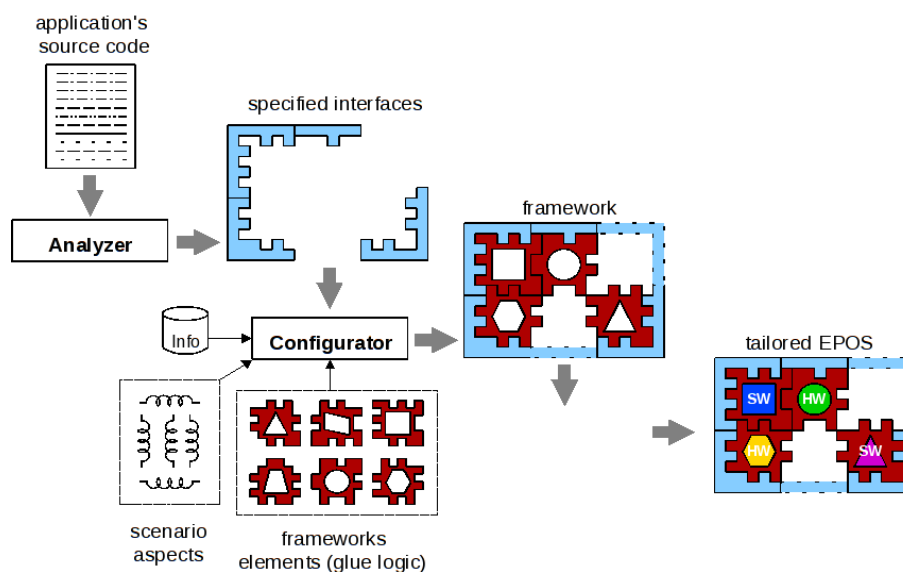 application's
source code
specified interfaces
Analyzer
framework
Info
Configurator
tailored EPOS
SW
HW
HW
SW
scenario
aspects
frameworks
elements (glue logic)